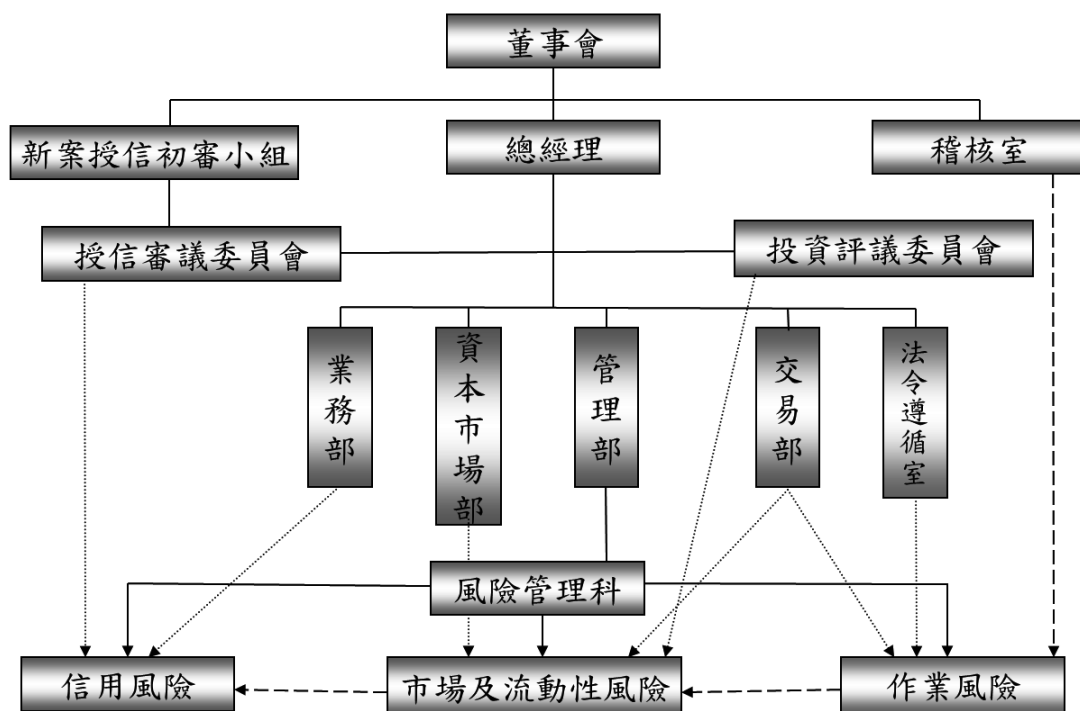 董事會
新案授信初審小組
總經理
稽核室
授信審議委員會
投資評議委員會
業務部
資本市場部
管理部
交易部
法令遵循室
風險管理科
信用風險
市場及流動性風險
作業風險